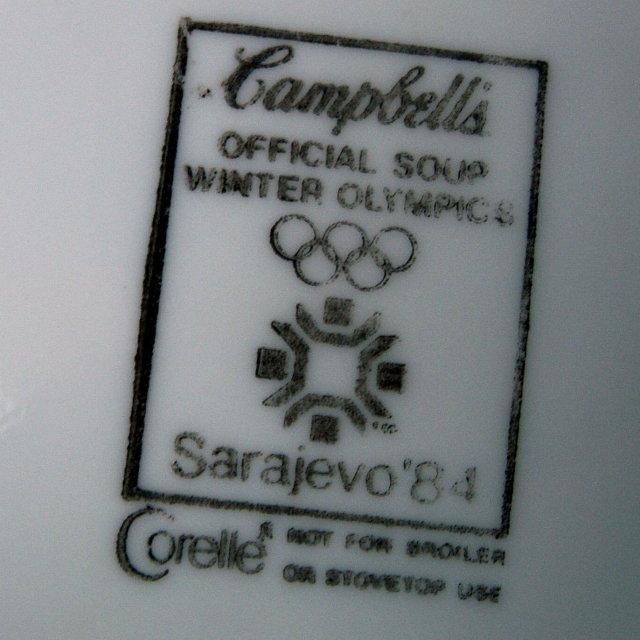 Campbell's
OFFICIAL SOUP
WINTER OLYMPICS
Sarajevo '84
Corelle® NOT FOR BROILER
OR STOVETOP USE